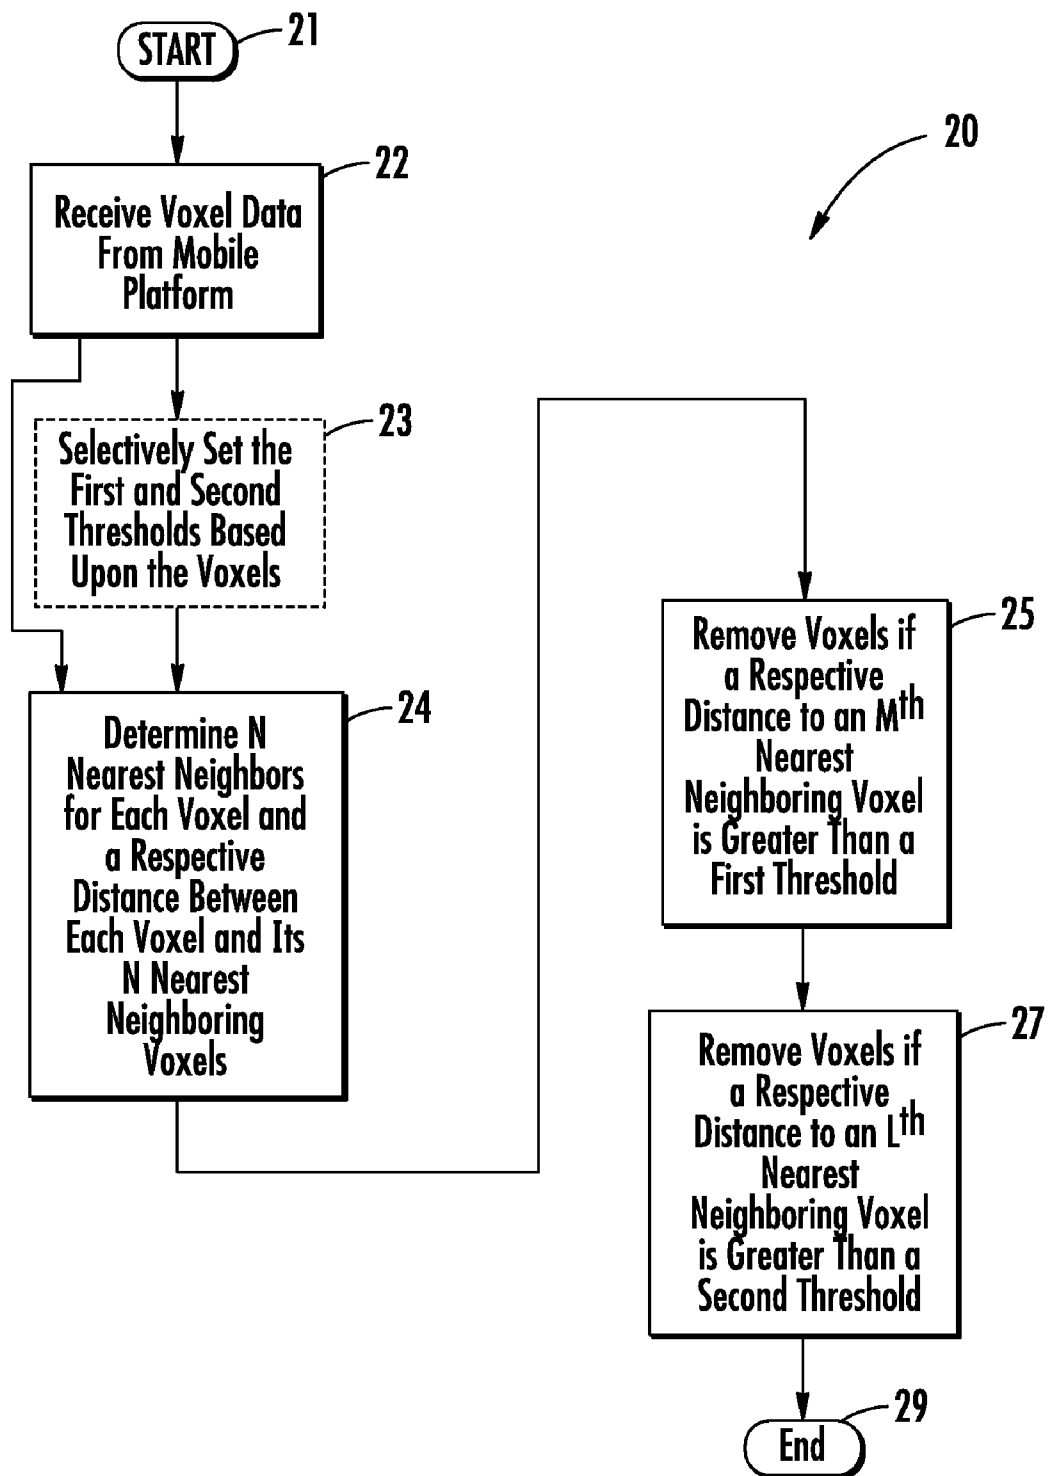 START
21
20
22
Receive Voxel Data
From Mobile
Platform
23
Selectively Set the
First and Second
Thresholds Based
Upon the Voxels
24
Determine N
Nearest Neighbors
for Each Voxel and
a Respective
Distance Between
Each Voxel and Its
N Nearest
Neighboring
Voxels
25
Remove Voxels if
a Respective
Distance to an Mth
Nearest
Neighboring Voxel
is Greater Than a
First Threshold
27
Remove Voxels if
a Respective
Distance to an Lth
Nearest
Neighboring Voxel
is Greater Than a
Second Threshold
29
End